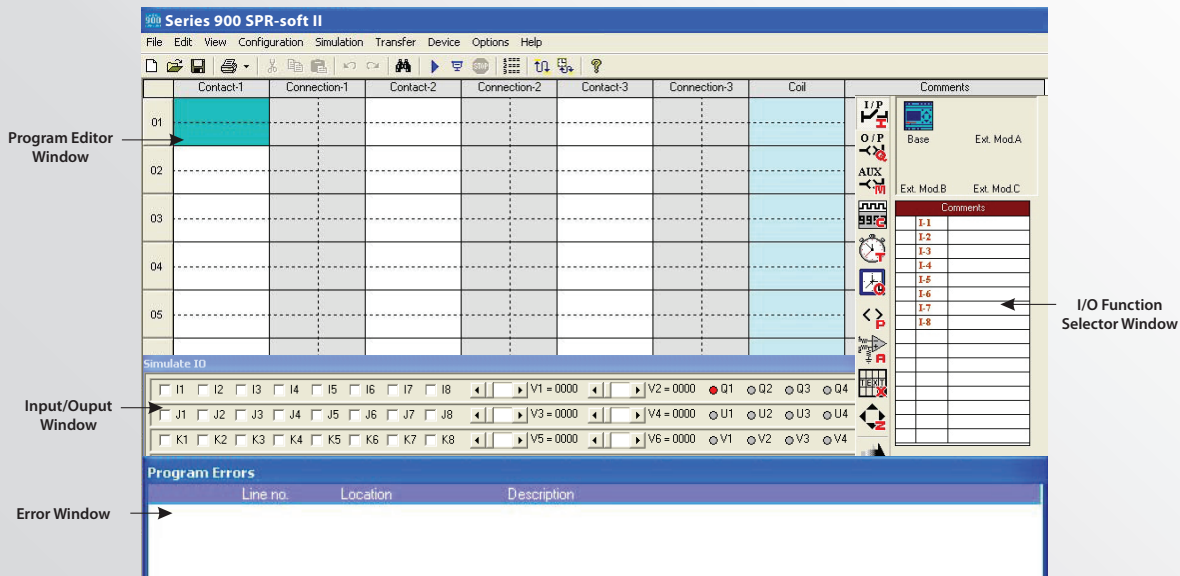 900 Series 900 SPR-soft II
File Edit View Configuration Simulation Transfer Device Options Help
Contact-1 Connection-1 Contact-2 Connection-2 Contact-3 Connection-3 Coil Comments
01
02
03
04
05
Program Editor
Window
I/P
I
O/P
Q
AUX
M
C
T
Q
P
A
TEXT
Z
Base Ext. Mod.A
Ext. Mod.B Ext. Mod.C
Comments
I-1
I-2
I-3
I-4
I-5
I-6
I-7
I-8
I/O Function
Selector Window
Simulate IO
I1 I2 I3 I4 I5 I6 I7 I8 V1 = 0000 V2 = 0000 Q1 Q2 Q3 Q4
J1 J2 J3 J4 J5 J6 J7 J8 V3 = 0000 V4 = 0000 U1 U2 U3 U4
K1 K2 K3 K4 K5 K6 K7 K8 V5 = 0000 V6 = 0000 V1 V2 V3 V4
Input/Ouput
Window
Program Errors
Line no. Location Description
Error Window